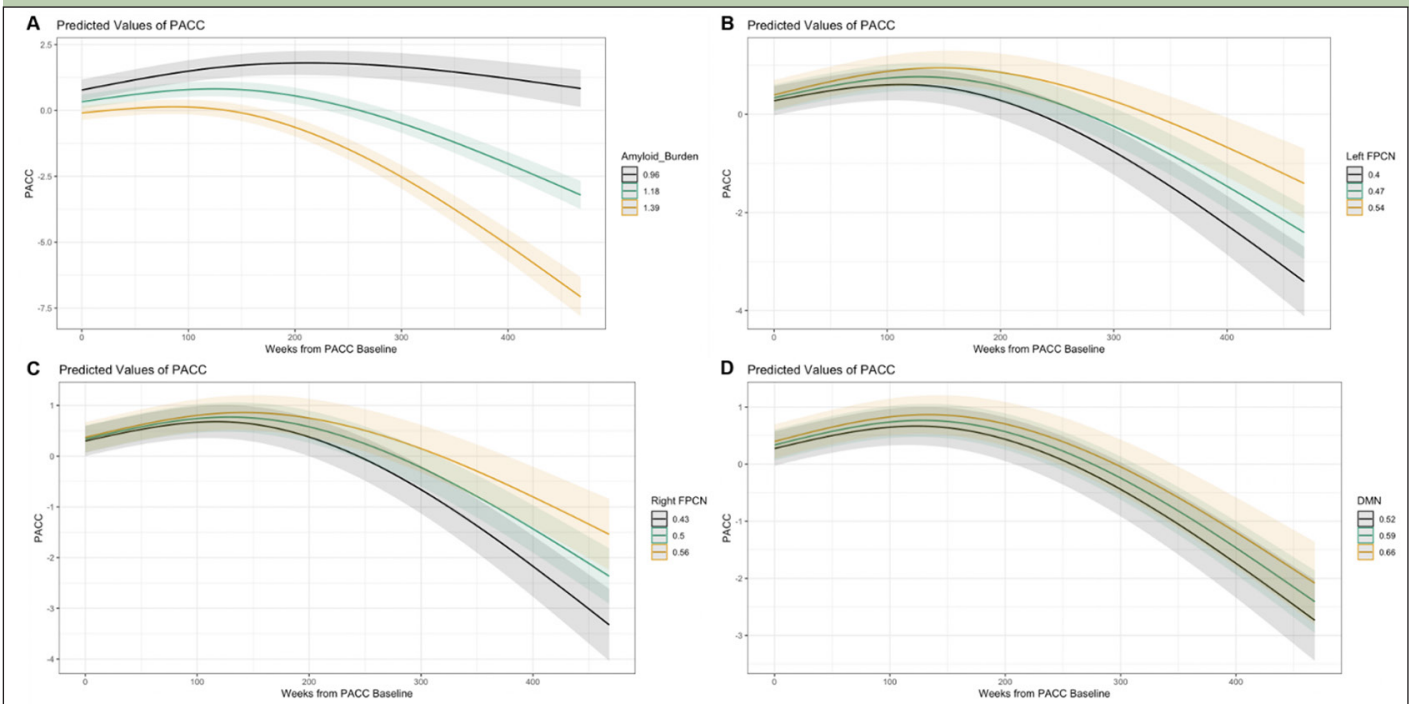 A
Predicted Values of PACC
2.5
0.0
-2.5
-5.0
-7.5
PACC
0 100 200 300 400
Weeks from PACC Baseline
Amyloid_Burden
0.96
1.18
1.39
B
Predicted Values of PACC
0
-2
-4
PACC
0 100 200 300 400
Weeks from PACC Baseline
Left FPCN
0.4
0.47
0.54
C
Predicted Values of PACC
1
0
-1
-2
-3
-4
PACC
0 100 200 300 400
Weeks from PACC Baseline
Right FPCN
0.43
0.5
0.56
D
Predicted Values of PACC
1
0
-1
-2
-3
PACC
0 100 200 300 400
Weeks from PACC Baseline
DMN
0.52
0.59
0.66